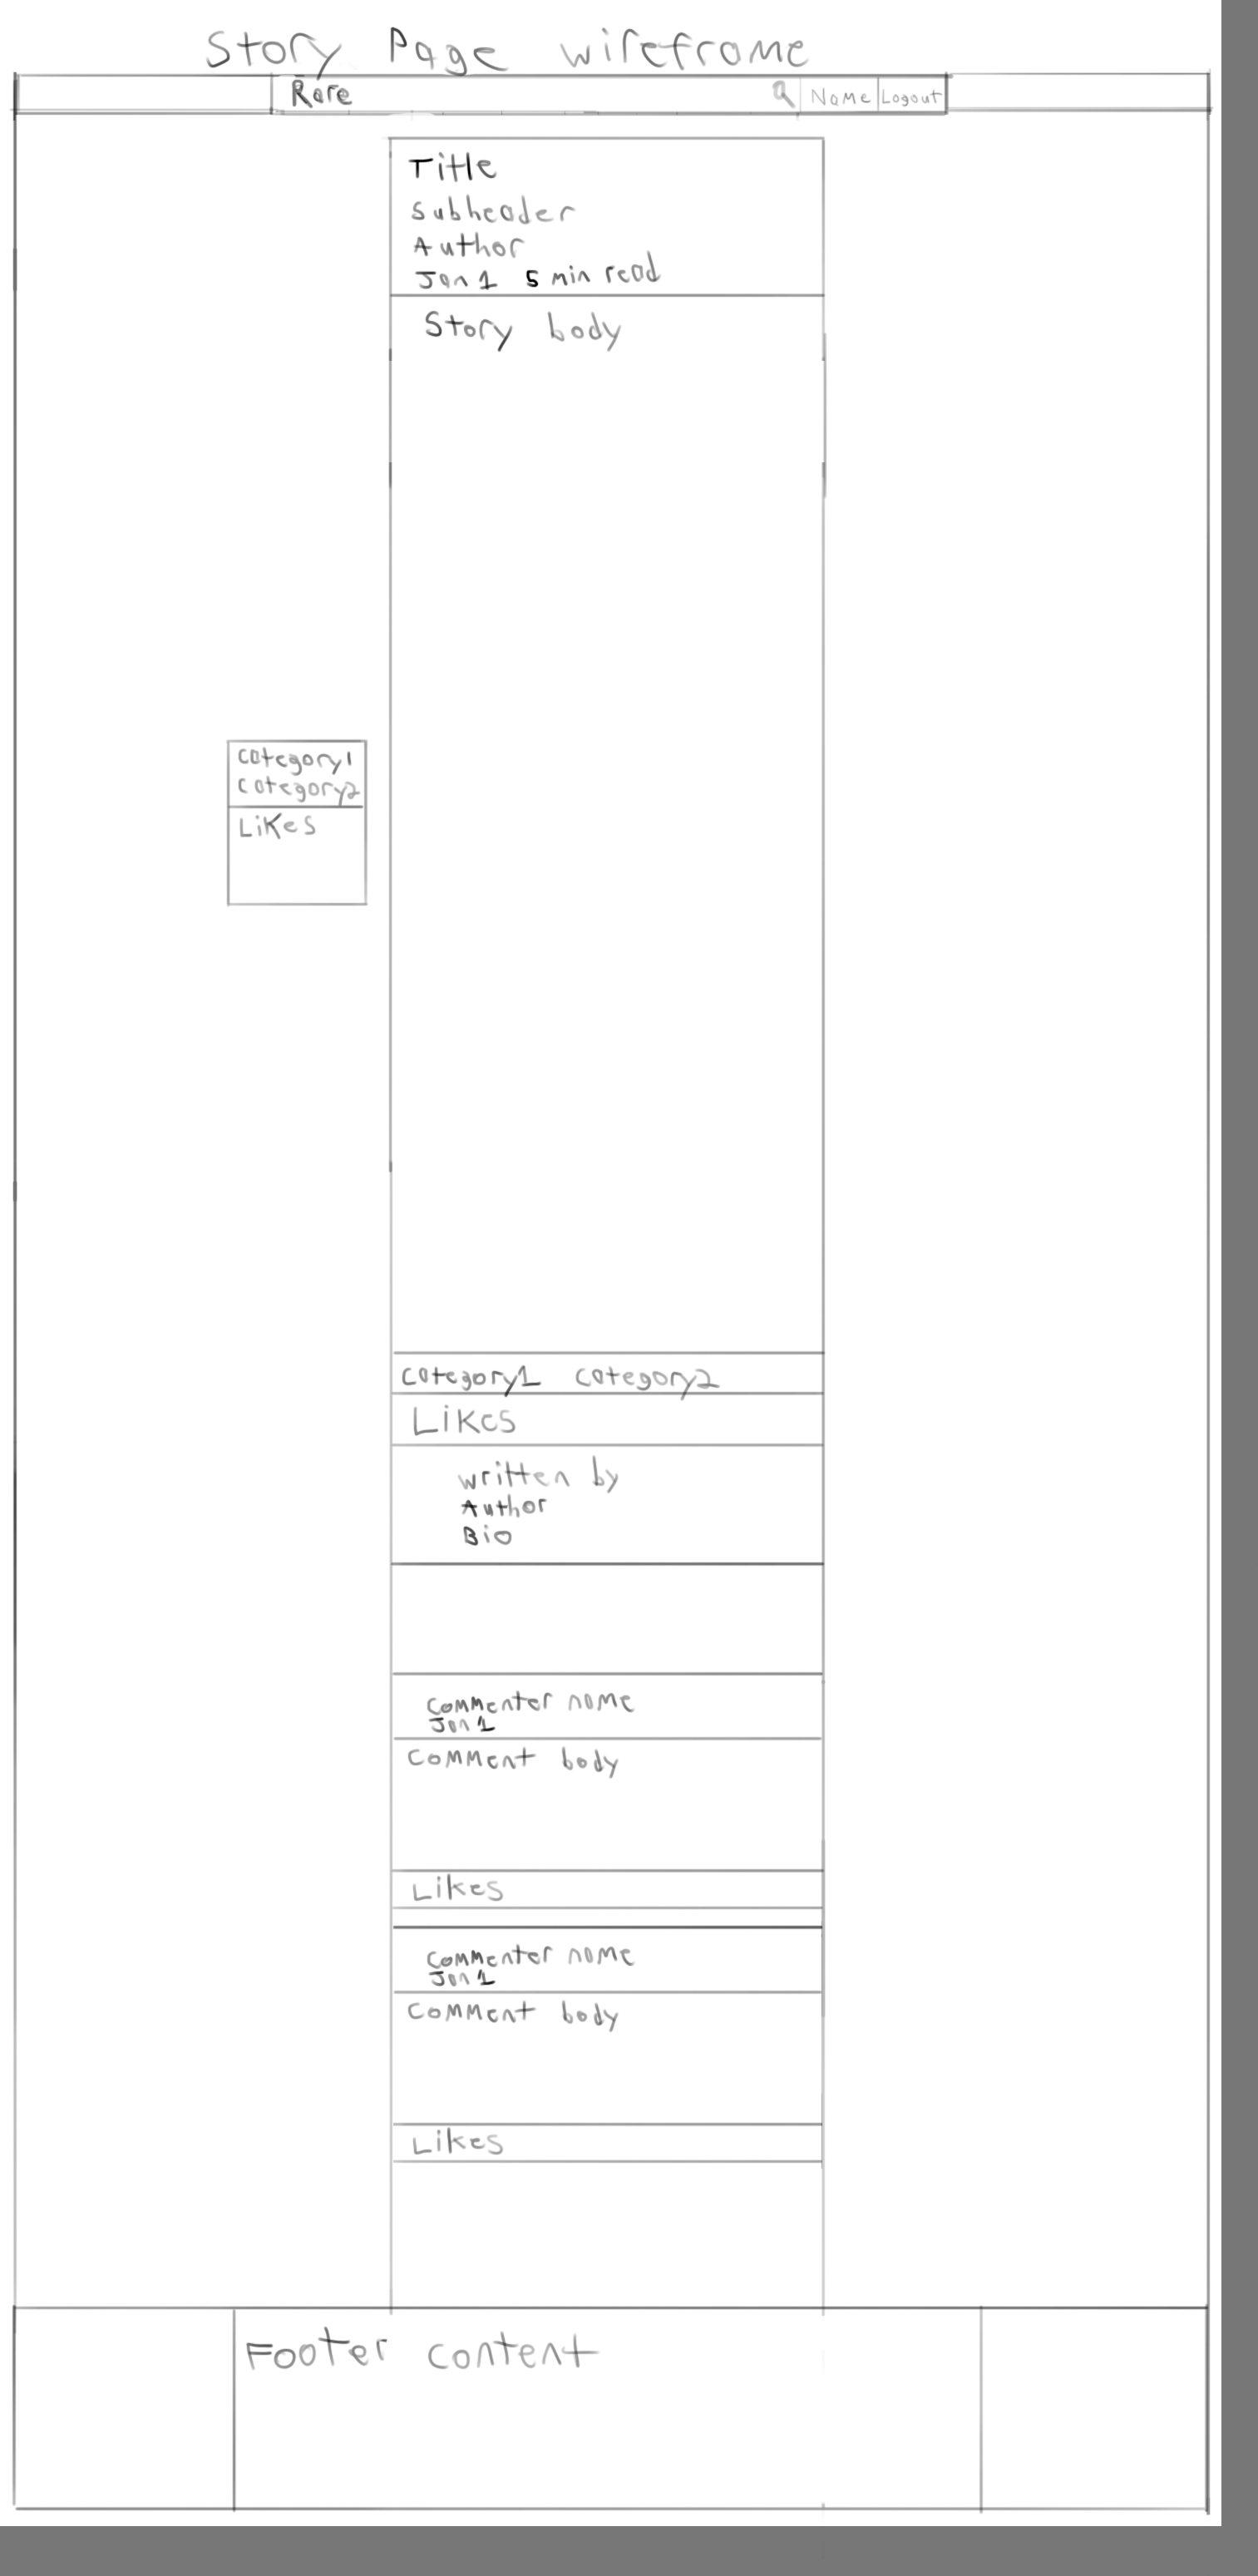 Story Page wireframe
Rare Name Logout
Title
Subheader
Author
Jan 1 5 min read
Story body
category1
category2
Likes
category1 category2
Likes
written by
Author
Bio
Commenter name
Jan 1
Comment body
Likes
Commenter name
Jan 1
Comment body
Likes
Footer content